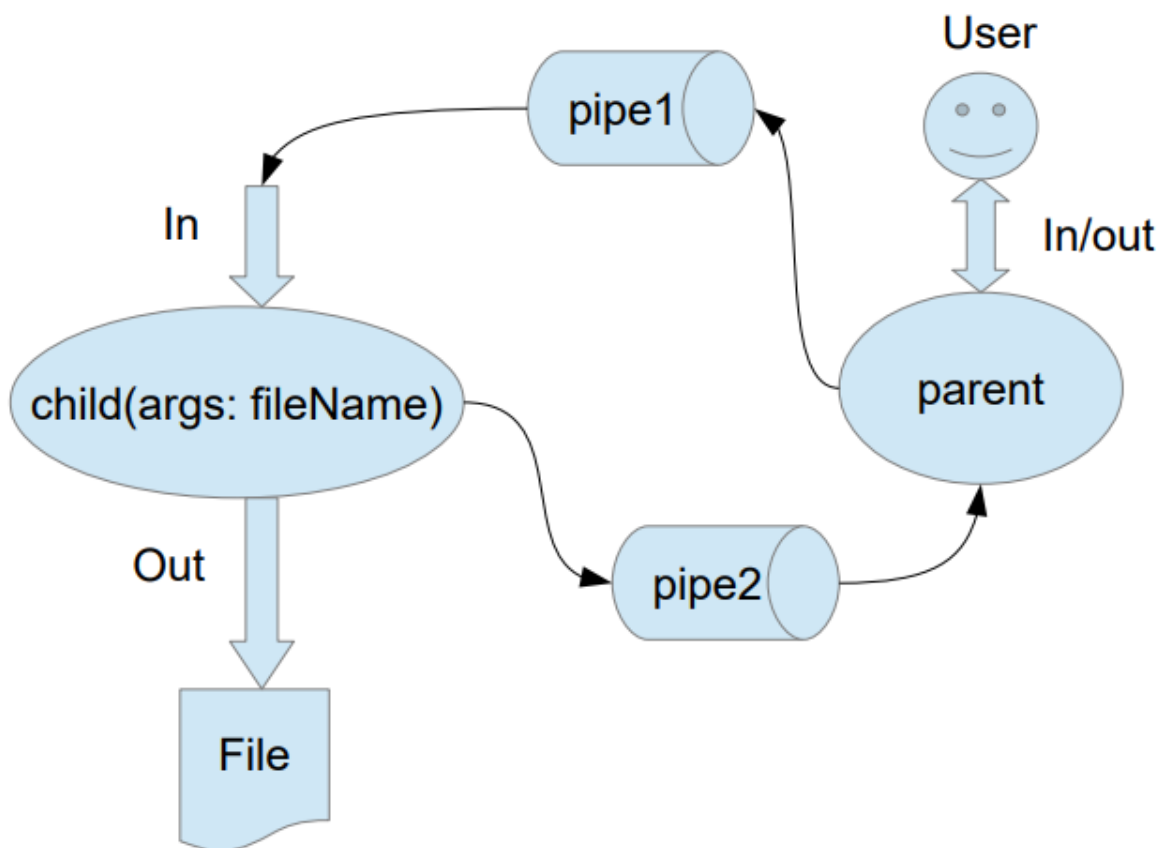 User
pipe1
In
In/out
child(args: fileName)
parent
Out
pipe2
File